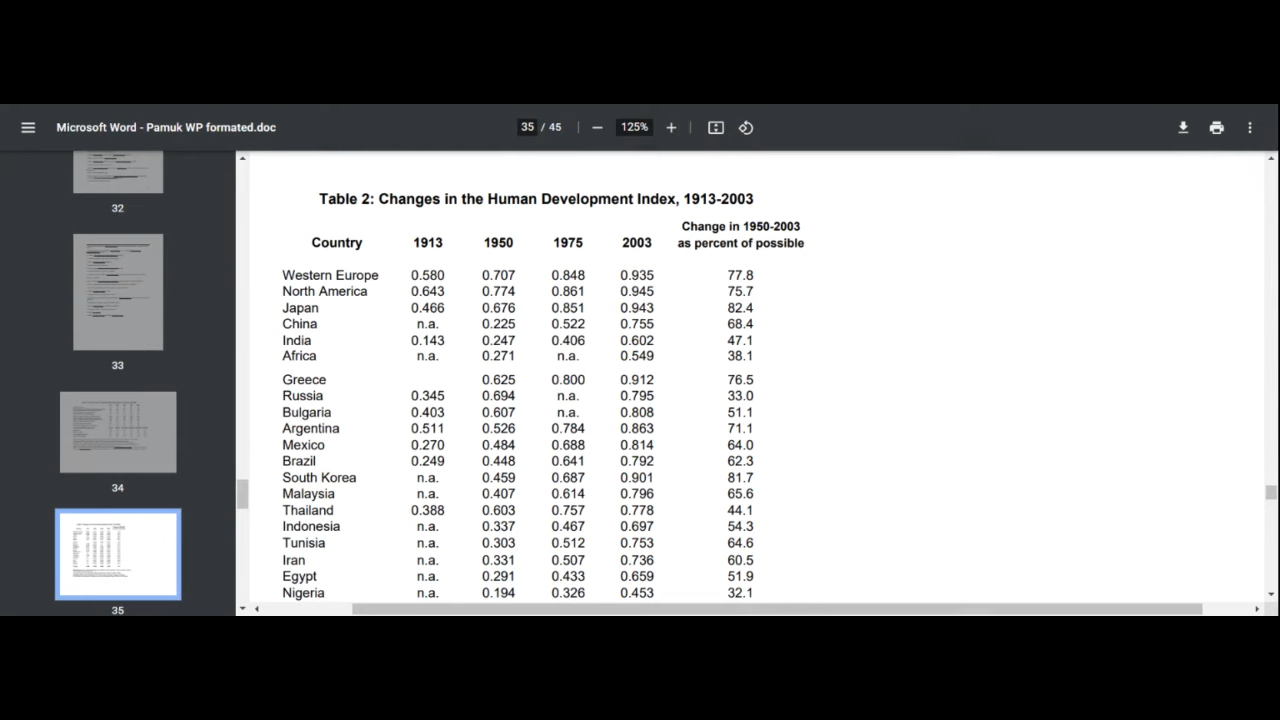 Microsoft Word - Pamuk WP formated.doc
35 / 45
125%
32
33
34
35
Table 2: Changes in the Human Development Index, 1913-2003
Change in 1950-2003
Country 1913 1950 1975 2003 as percent of possible
Western Europe 0.580 0.707 0.848 0.935 77.8
North America 0.643 0.774 0.861 0.945 75.7
Japan 0.466 0.676 0.851 0.943 82.4
China n.a. 0.225 0.522 0.755 68.4
India 0.143 0.247 0.406 0.602 47.1
Africa n.a. 0.271 n.a. 0.549 38.1
Greece 0.625 0.800 0.912 76.5
Russia 0.345 0.694 n.a. 0.795 33.0
Bulgaria 0.403 0.607 n.a. 0.808 51.1
Argentina 0.511 0.526 0.784 0.863 71.1
Mexico 0.270 0.484 0.688 0.814 64.0
Brazil 0.249 0.448 0.641 0.792 62.3
South Korea n.a. 0.459 0.687 0.901 81.7
Malaysia n.a. 0.407 0.614 0.796 65.6
Thailand 0.388 0.603 0.757 0.778 44.1
Indonesia n.a. 0.337 0.467 0.697 54.3
Tunisia n.a. 0.303 0.512 0.753 64.6
Iran n.a. 0.331 0.507 0.736 60.5
Egypt n.a. 0.291 0.433 0.659 51.9
Nigeria n.a. 0.194 0.326 0.453 32.1